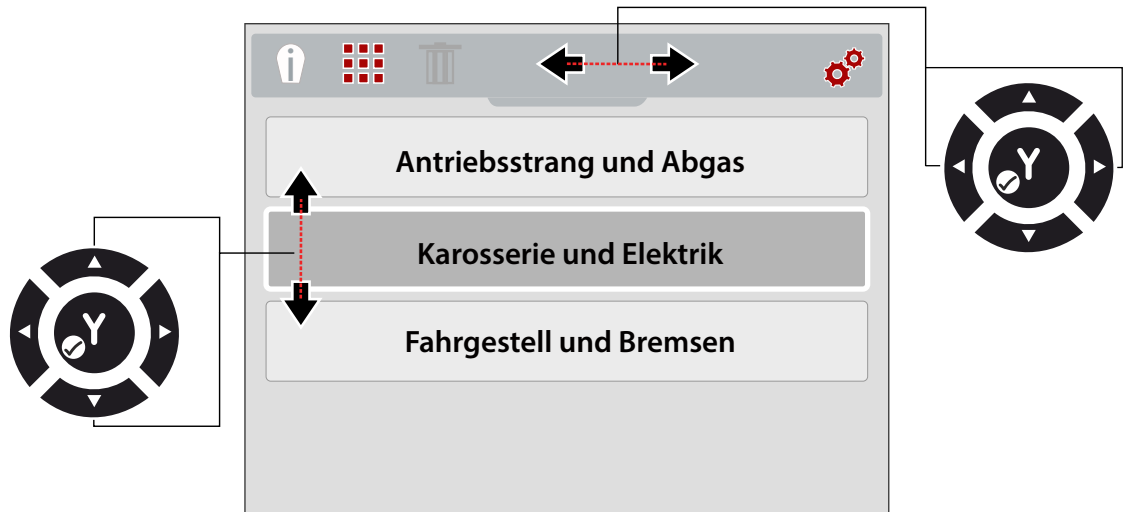 Antriebsstrang und Abgas
Y
Karosserie und Elektrik
Y
Fahrgestell und Bremsen